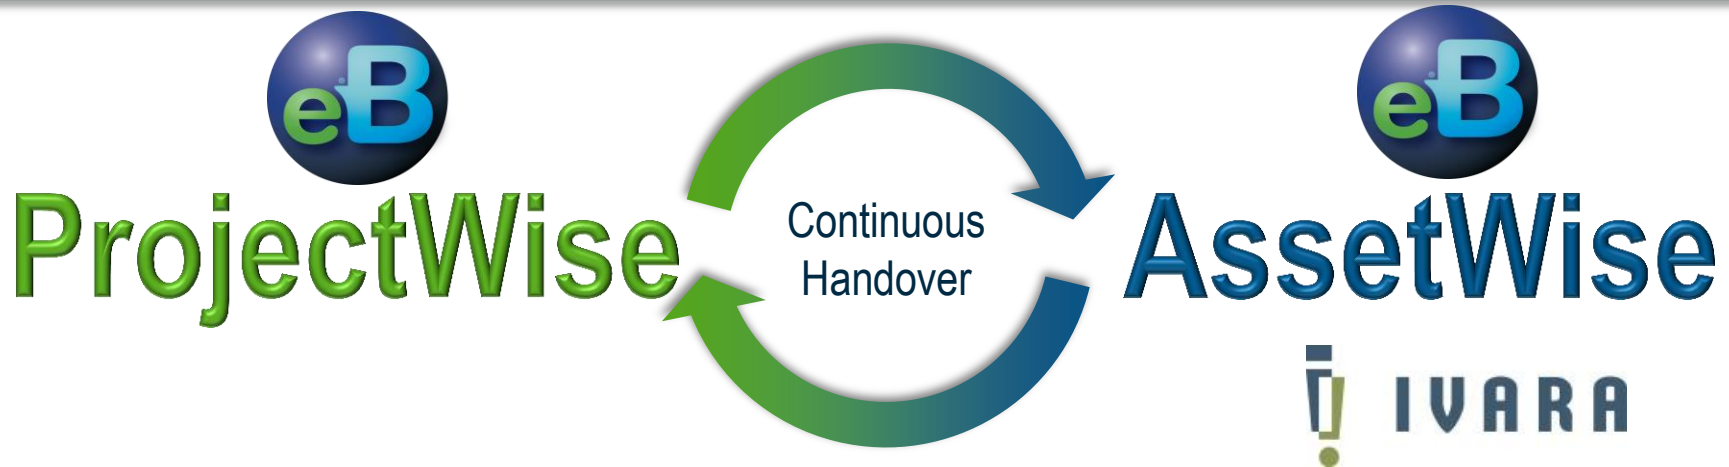 eB
eB
ProjectWise
Continuous
Handover
AssetWise
IVARA